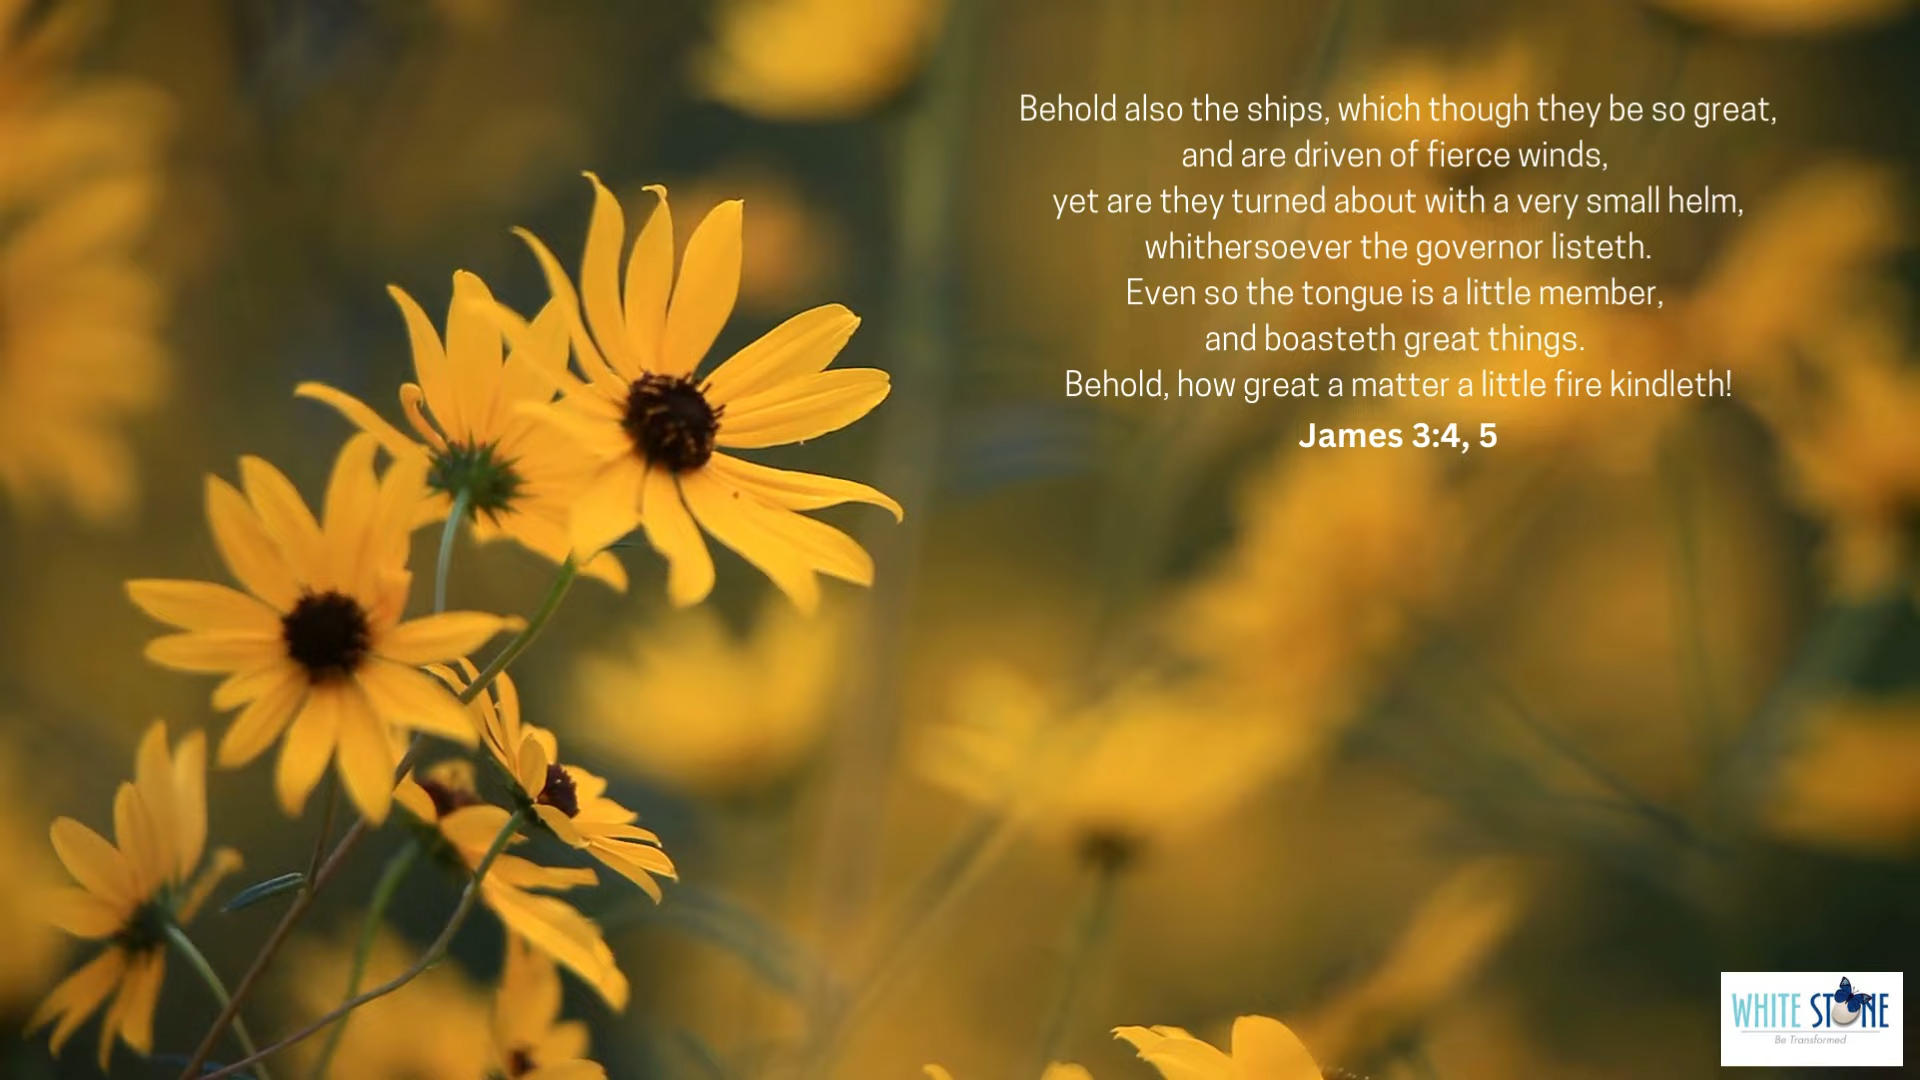 Behold also the ships, which though they be so great,
and are driven of fierce winds,
yet are they turned about with a very small helm,
whithersoever the governor listeth.
Even so the tongue is a little member,
and boasteth great things.
Behold, how great a matter a little fire kindleth!
James 3:4, 5
WHITE STONE
Be Transformed